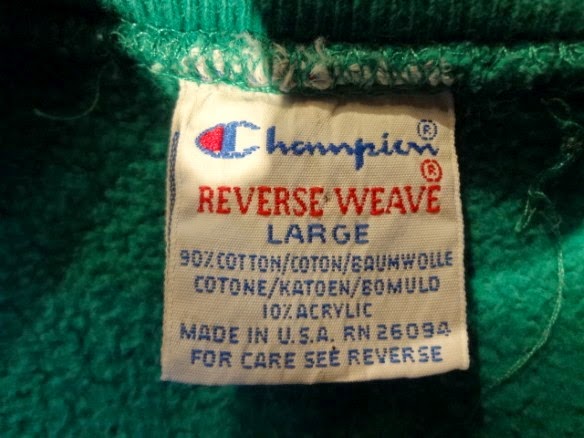 Champion®
REVERSE WEAVE®
LARGE
90% COTTON/COTON/BAUMWOLLE
COTONE/KATOEN/BOMULD
10% ACRYLIC
MADE IN U.S.A. RN 26094
FOR CARE SEE REVERSE